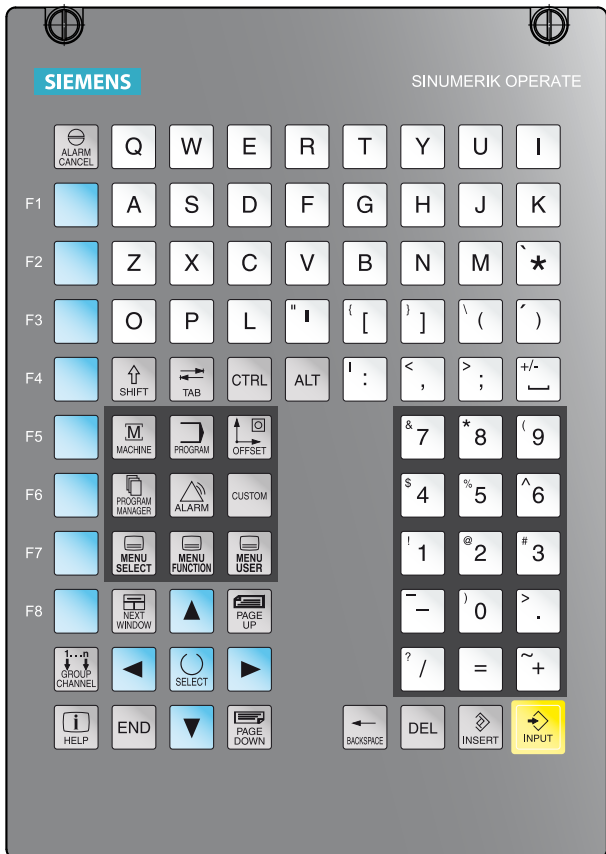 SIEMENS SINUMERIK OPERATE
ALARM CANCEL Q W E R T Y U I
F1 A S D F G H J K
F2 Z X C V B N M ` *
F3 O P L " ' { [ } ] \ ( ´ )
F4 SHIFT TAB CTRL ALT I : < , > ; +/-
F5 M MACHINE PROGRAM OFFSET & 7 * 8 ( 9
F6 PROGRAM MANAGER ALARM CUSTOM $ 4 % 5 ^ 6
F7 MENU SELECT MENU FUNCTION MENU USER ! 1 @ 2 # 3
F8 NEXT WINDOW ▲ PAGE UP _ - ) 0 > .
1...n GROUP CHANNEL ◀ SELECT ▶ ? / = ~ +
i HELP END ▼ PAGE DOWN BACKSPACE DEL INSERT INPUT